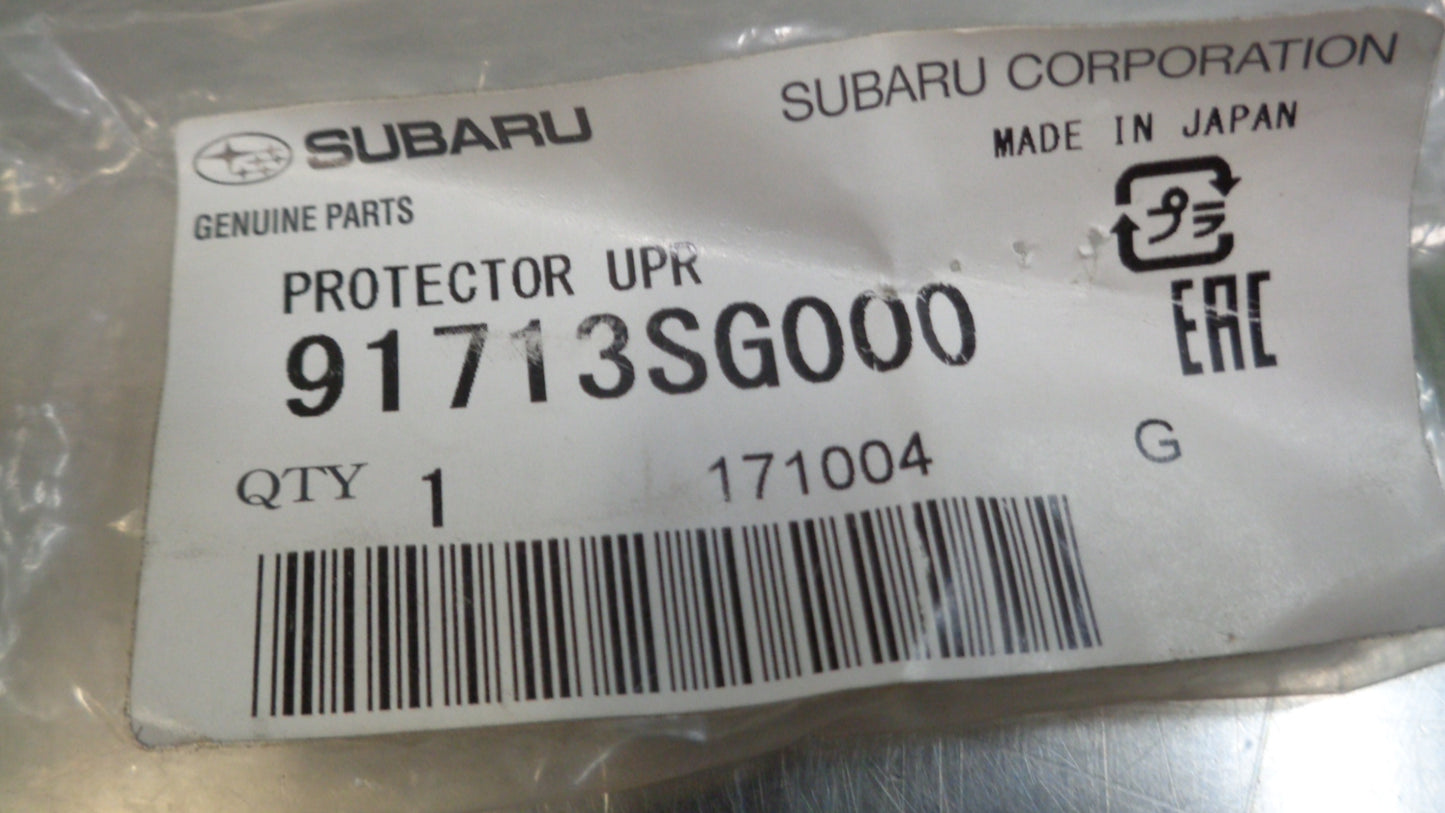 SUBARU
SUBARU CORPORATION
GENUINE PARTS
MADE IN JAPAN
プラ
PROTECTOR UPR
91713SG000
EAC
QTY 1
171004
G